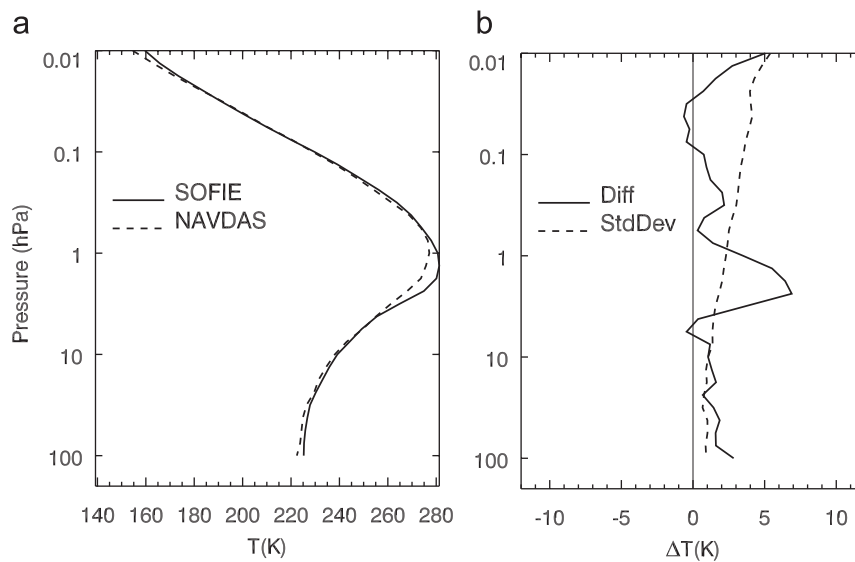 a
0.01
0.1
1
10
100
Pressure (hPa)
SOFIE
NAVDAS
140 160 180 200 220 240 260 280
T(K)
b
0.01
0.1
1
10
100
Diff
StdDev
-10 -5 0 5 10
ΔT(K)